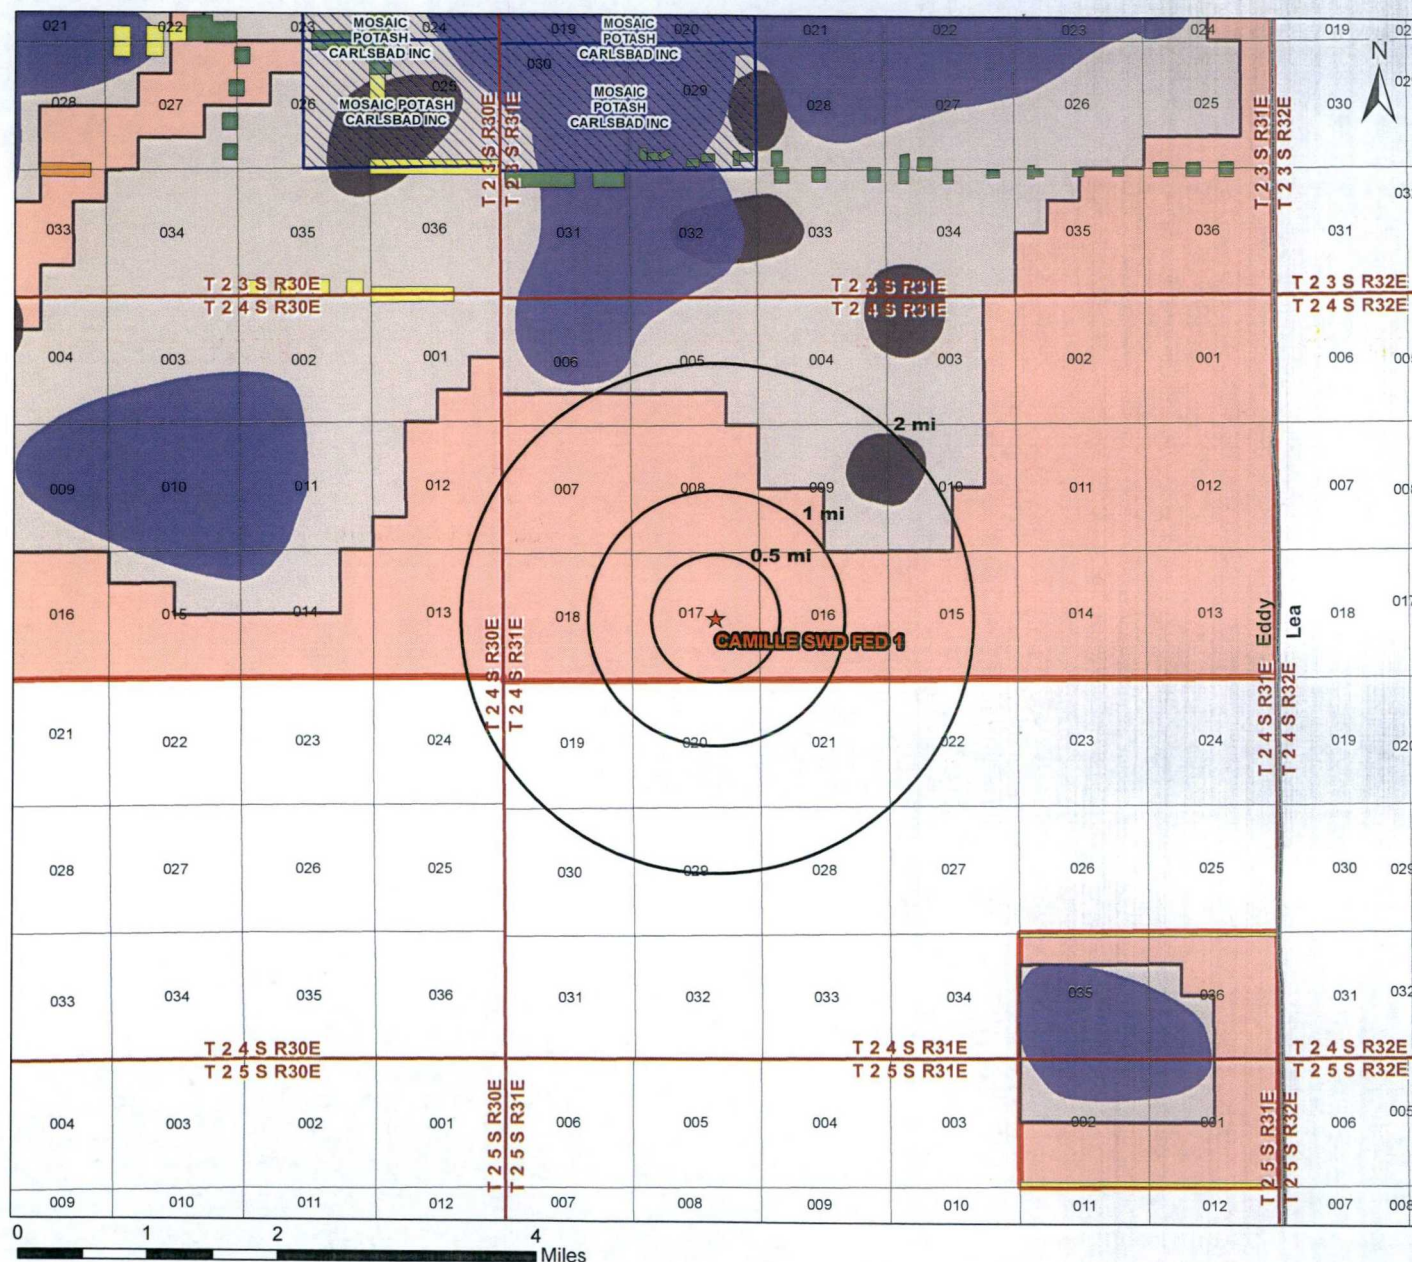 021 022 023 024 019 020 021 022 023 024 019
MOSAIC
POTASH
CARLSBAD INC
MOSAIC
POTASH
CARLSBAD INC
N
028 027 026 025 030 029 028 027 026 025 030
MOSAIC POTASH
CARLSBAD INC
MOSAIC
POTASH
CARLSBAD INC
T 2 3 S R30E
T 2 3 S R31E
T 2 3 S R31E
T 2 3 S R32E
033 034 035 036 031 032 033 034 035 036 031
T 2 3 S R30E T 2 3 S R31E T 2 3 S R32E
T 2 4 S R30E T 2 4 S R31E T 2 4 S R32E
004 003 002 001 006 005 004 003 002 001 006
2 mi
009 010 011 012 007 008 009 010 011 012 007
1 mi
0.5 mi
016 015 014 013 018 017 016 015 014 013 018 017
CAMILLE SWD FED 1
Eddy
Lea
T 2 4 S R30E
T 2 4 S R31E
T 2 4 S R31E
T 2 4 S R32E
021 022 023 024 019 020 021 022 023 024 019 020
028 027 026 025 030 029 028 027 026 025 030 029
033 034 035 036 031 032 033 034 035 036 031 032
T 2 4 S R30E T 2 4 S R31E T 2 4 S R32E
T 2 5 S R30E T 2 5 S R31E T 2 5 S R32E
004 003 002 001 006 005 004 003 002 001 006 005
T 2 5 S R30E
T 2 5 S R31E
T 2 5 S R31E
T 2 5 S R32E
009 010 011 012 007 008 009 010 011 012 007 008
0 1 2 4
Miles